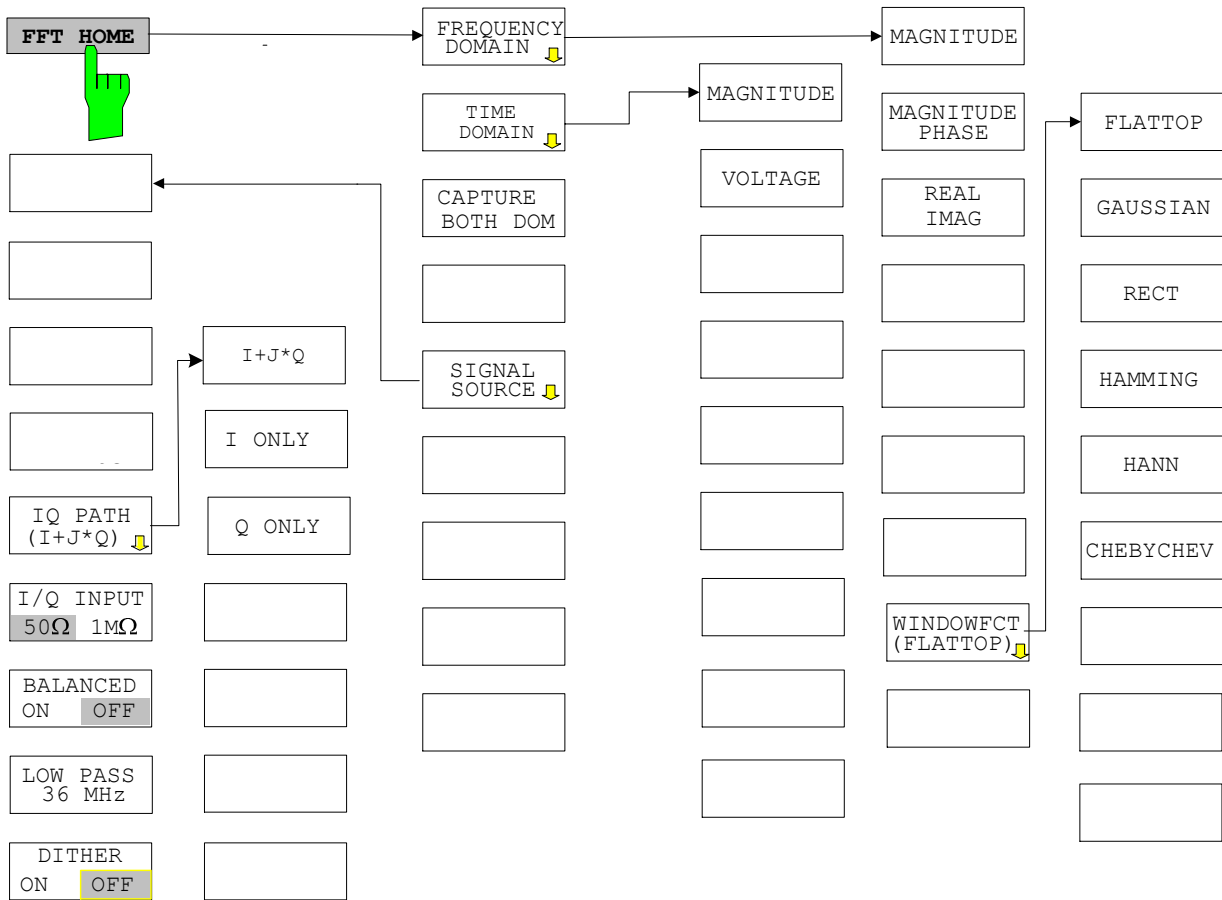 FFT HOME
FREQUENCY
DOMAIN
TIME
DOMAIN
CAPTURE
BOTH DOM
SIGNAL
SOURCE
MAGNITUDE
VOLTAGE
MAGNITUDE
MAGNITUDE
PHASE
REAL
IMAG
WINDOWFCT
(FLATTOP)
FLATTOP
GAUSSIAN
RECT
HAMMING
HANN
CHEBYCHEV
IQ PATH
(I+J*Q)
I/Q INPUT
50Ω 1MΩ
BALANCED
ON OFF
LOW PASS
36 MHz
DITHER
ON OFF
I+J*Q
I ONLY
Q ONLY